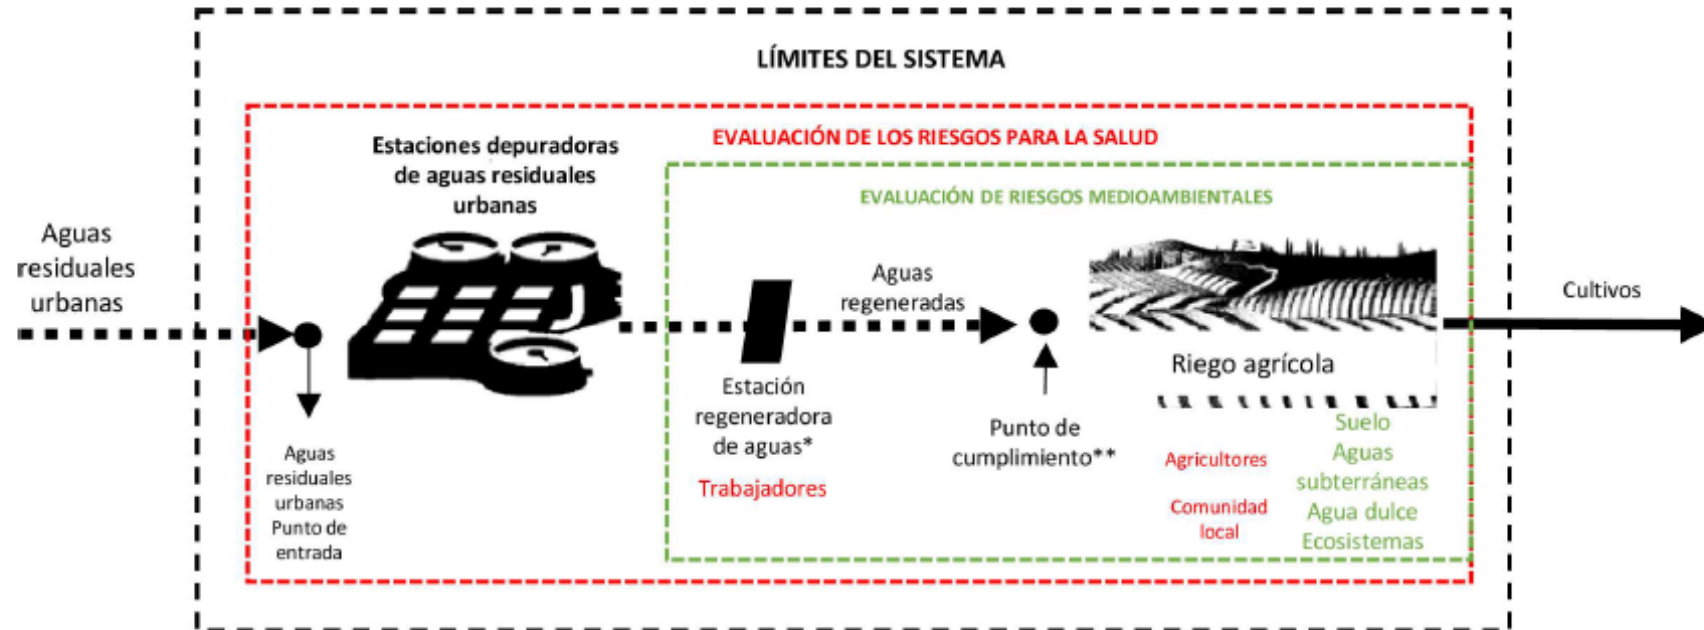 LÍMITES DEL SISTEMA
EVALUACIÓN DE LOS RIESGOS PARA LA SALUD
EVALUACIÓN DE RIESGOS MEDIOAMBIENTALES
Aguas
residuales
urbanas
Aguas
residuales
urbanas
Punto de
entrada
Estaciones depuradoras
de aguas residuales
urbanas
Estación
regeneradora
de aguas*
Trabajadores
Aguas
regeneradas
Punto de
cumplimiento**
Riego agrícola
Agricultores
Comunidad
local
Suelo
Aguas
subterráneas
Agua dulce
Ecosistemas
Cultivos